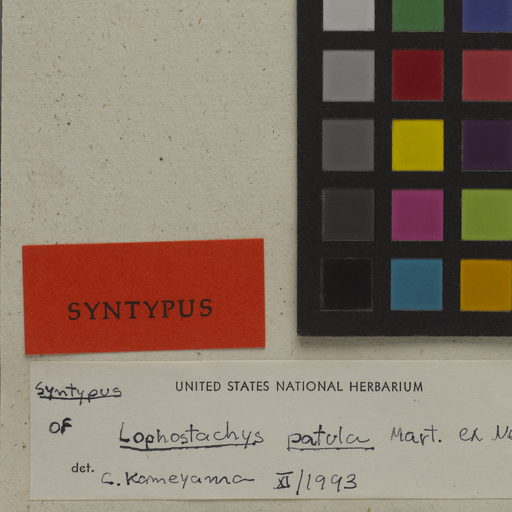 SYNTYPUS
Syntypus
UNITED STATES NATIONAL HERBARIUM
OF Lophostachys patula Mart. ex
det. C. Kameyama XI/1993